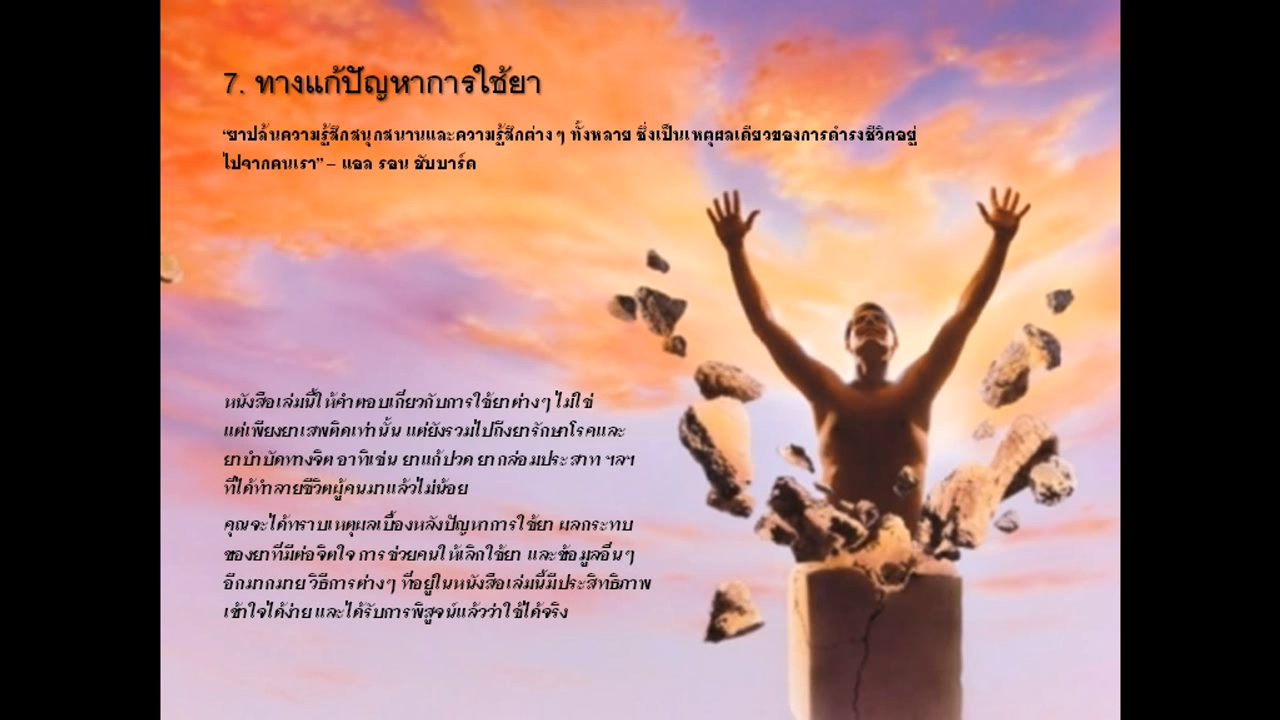 7. ทางแก้ปัญหาการใช้ยา
“ยาปล้นความรู้สึกสนุกสนานและความรู้สึกต่าง ๆ ทั้งหลาย ซึ่งเป็นเหตุผลเดียวของการดำรงชีวิตอยู่
ไปจากคนเรา” – แอล รอน ฮับบาร์ด
หนังสือเล่มนี้ให้คำตอบเกี่ยวกับการใช้ยาต่างๆ ไม่ใช่
แต่เพียงยาเสพติดเท่านั้น แต่ยังรวมไปถึงยารักษาโรคและ
ยาบำบัดทางจิต อาทิเช่น ยาแก้ปวด ยากล่อมประสาท ฯลฯ
ที่ได้ทำลายชีวิตผู้คนมาแล้วไม่น้อย
คุณจะได้ทราบเหตุผลเบื้องหลังปัญหาการใช้ยา ผลกระทบ
ของยาที่มีต่อจิตใจ การช่วยคนให้เลิกใช้ยา และข้อมูลอื่นๆ
อีกมากมาย วิธีการต่างๆ ที่อยู่ในหนังสือเล่มนี้มีประสิทธิภาพ
เข้าใจได้ง่าย และได้รับการพิสูจน์แล้วว่าใช้ได้จริง